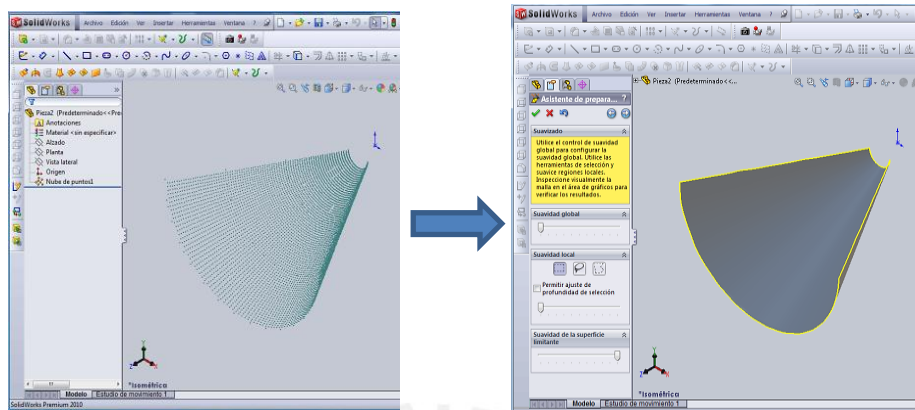 SolidWorks Archivo Edición Ver Insertar Herramientas Ventana ?
Pieza2 (Predeterminado<<Pre
Anotaciones
Material <sin especificar>
Alzado
Planta
Vista lateral
Origen
Nube de puntos1
*Isométrica
Modelo Estudio de movimiento 1
SolidWorks Premium 2010
SolidWorks Archivo Edición Ver Insertar Herramientas Ventana ?
Pieza2 (Predeterminado<<...
Asistente de prepara... ?
Suavizado
Utilice el control de suavidad
global para configurar la
suavidad global. Utilice las
herramientas de selección y
suavice regiones locales.
Inspeccione visualmente la
malla en el área de gráficos para
verificar los resultados.
Suavidad global
Suavidad local
Permitir ajuste de
profundidad de selección
Suavidad de la superficie
limitante
*Isométrica
Modelo Estudio de movimiento 1